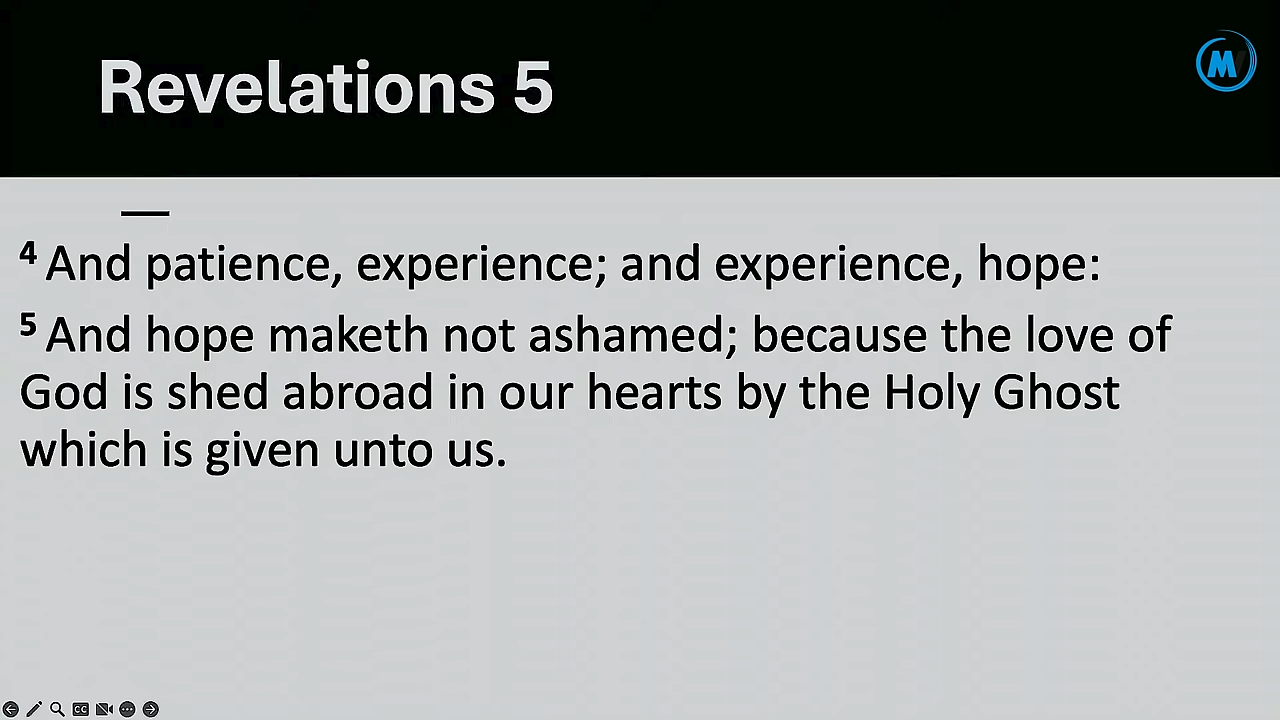 Revelations 5
M
4 And patience, experience; and experience, hope:
5 And hope maketh not ashamed; because the love of
God is shed abroad in our hearts by the Holy Ghost
which is given unto us.
CC